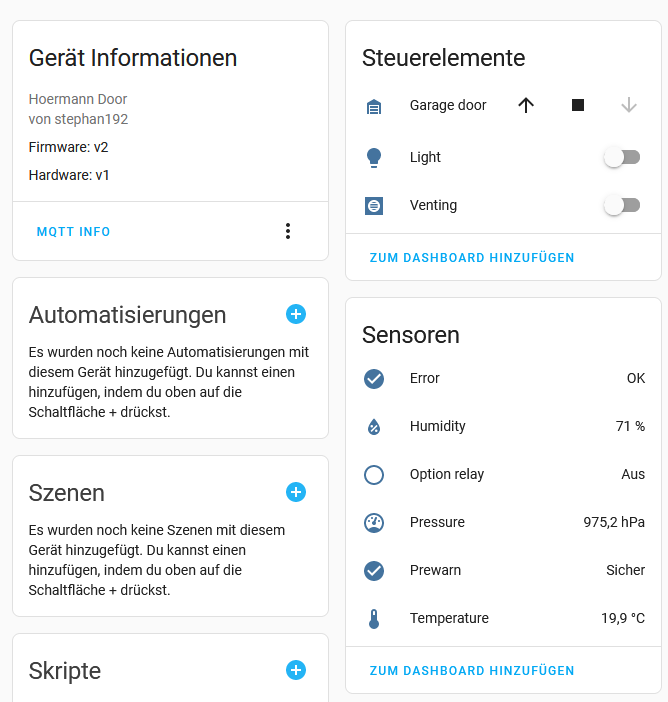 Gerät Informationen
Hoermann Door
von stephan192
Firmware: v2
Hardware: v1
MQTT INFO
Automatisierungen
Es wurden noch keine Automatisierungen mit
diesem Gerät hinzugefügt. Du kannst einen
hinzufügen, indem du oben auf die
Schaltfläche + drückst.
Szenen
Es wurden noch keine Szenen mit diesem
Gerät hinzugefügt. Du kannst einen
hinzufügen, indem du oben auf die
Schaltfläche + drückst.
Skripte
Steuerelemente
Garage door
Light
Venting
ZUM DASHBOARD HINZUFÜGEN
Sensoren
Error OK
Humidity 71 %
Option relay Aus
Pressure 975,2 hPa
Prewarn Sicher
Temperature 19,9 °C
ZUM DASHBOARD HINZUFÜGEN